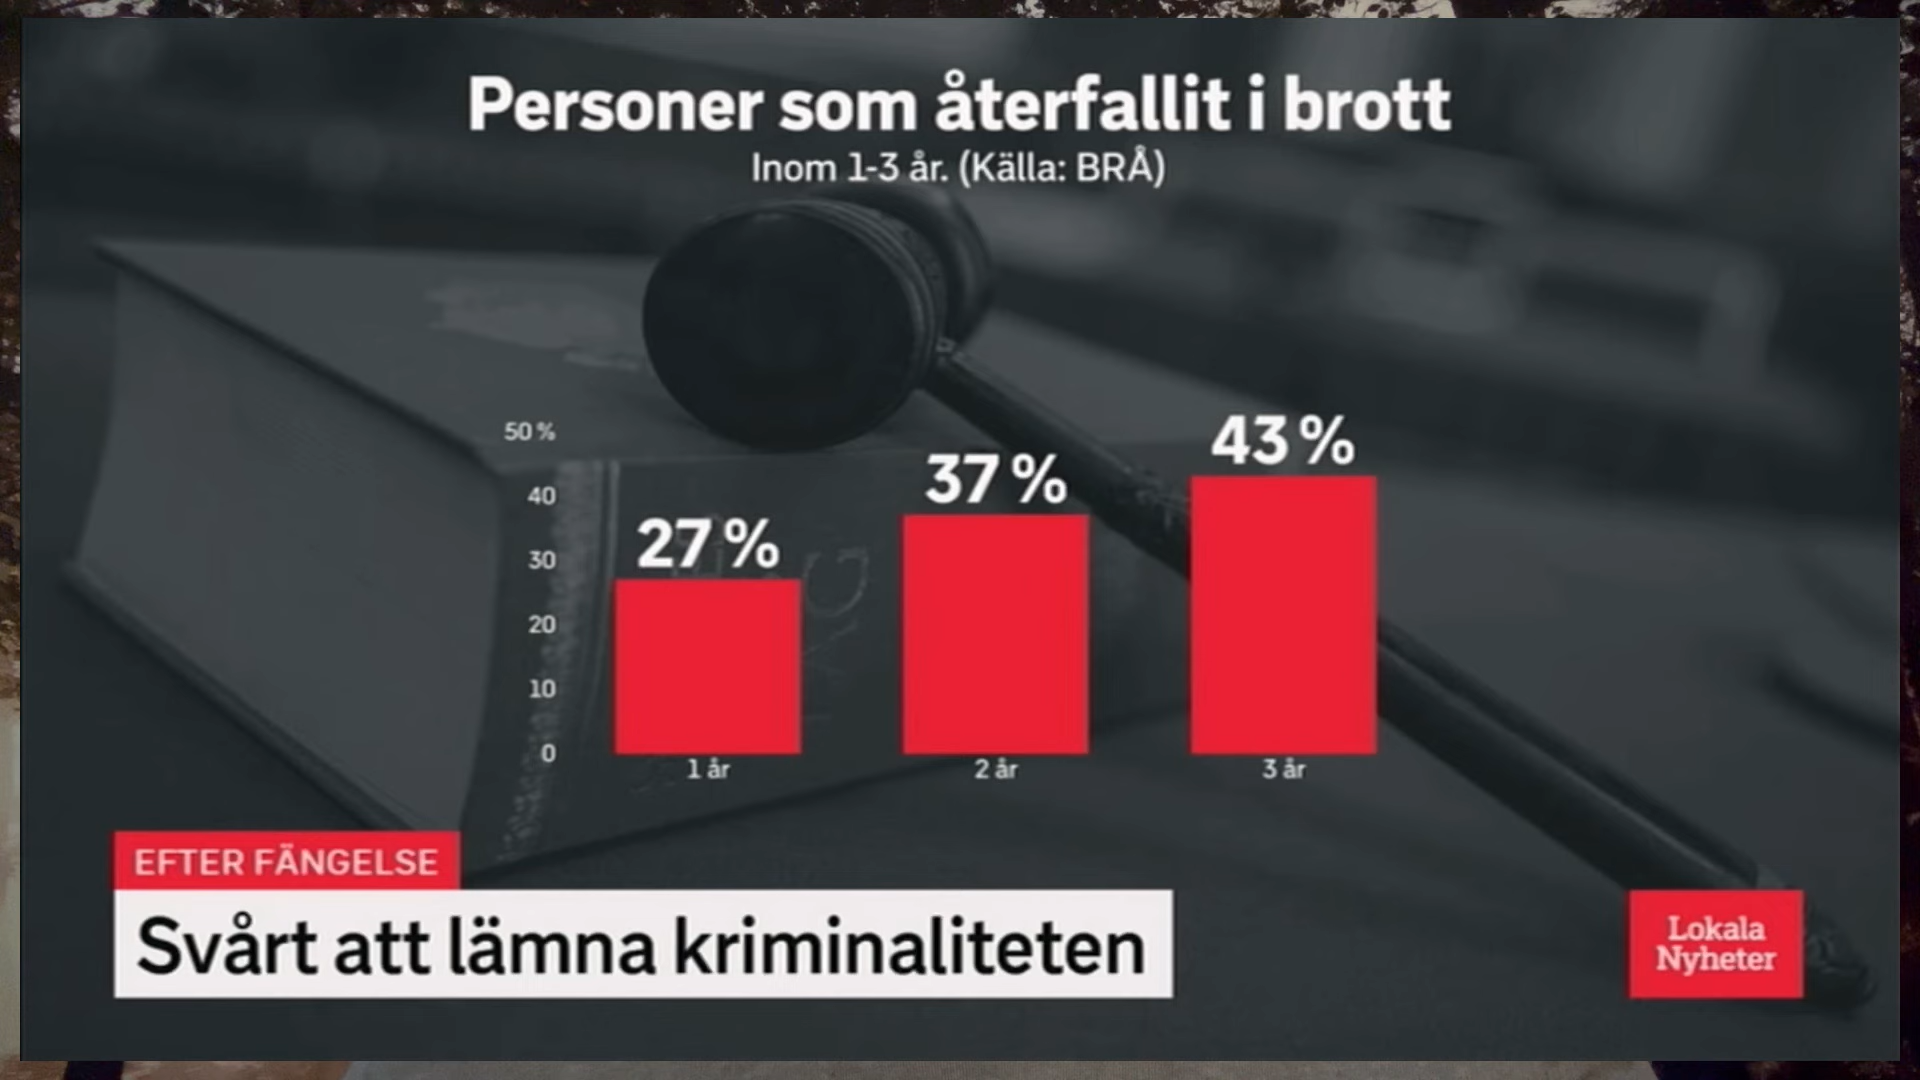 Personer som återfallit i brott
Inom 1-3 år. (Källa: BRÅ)
50 %
40
30
20
10
0
27 %
37 %
43 %
1 år
2 år
3 år
EFTER FÄNGELSE
Svårt att lämna kriminaliteten
Lokala
Nyheter